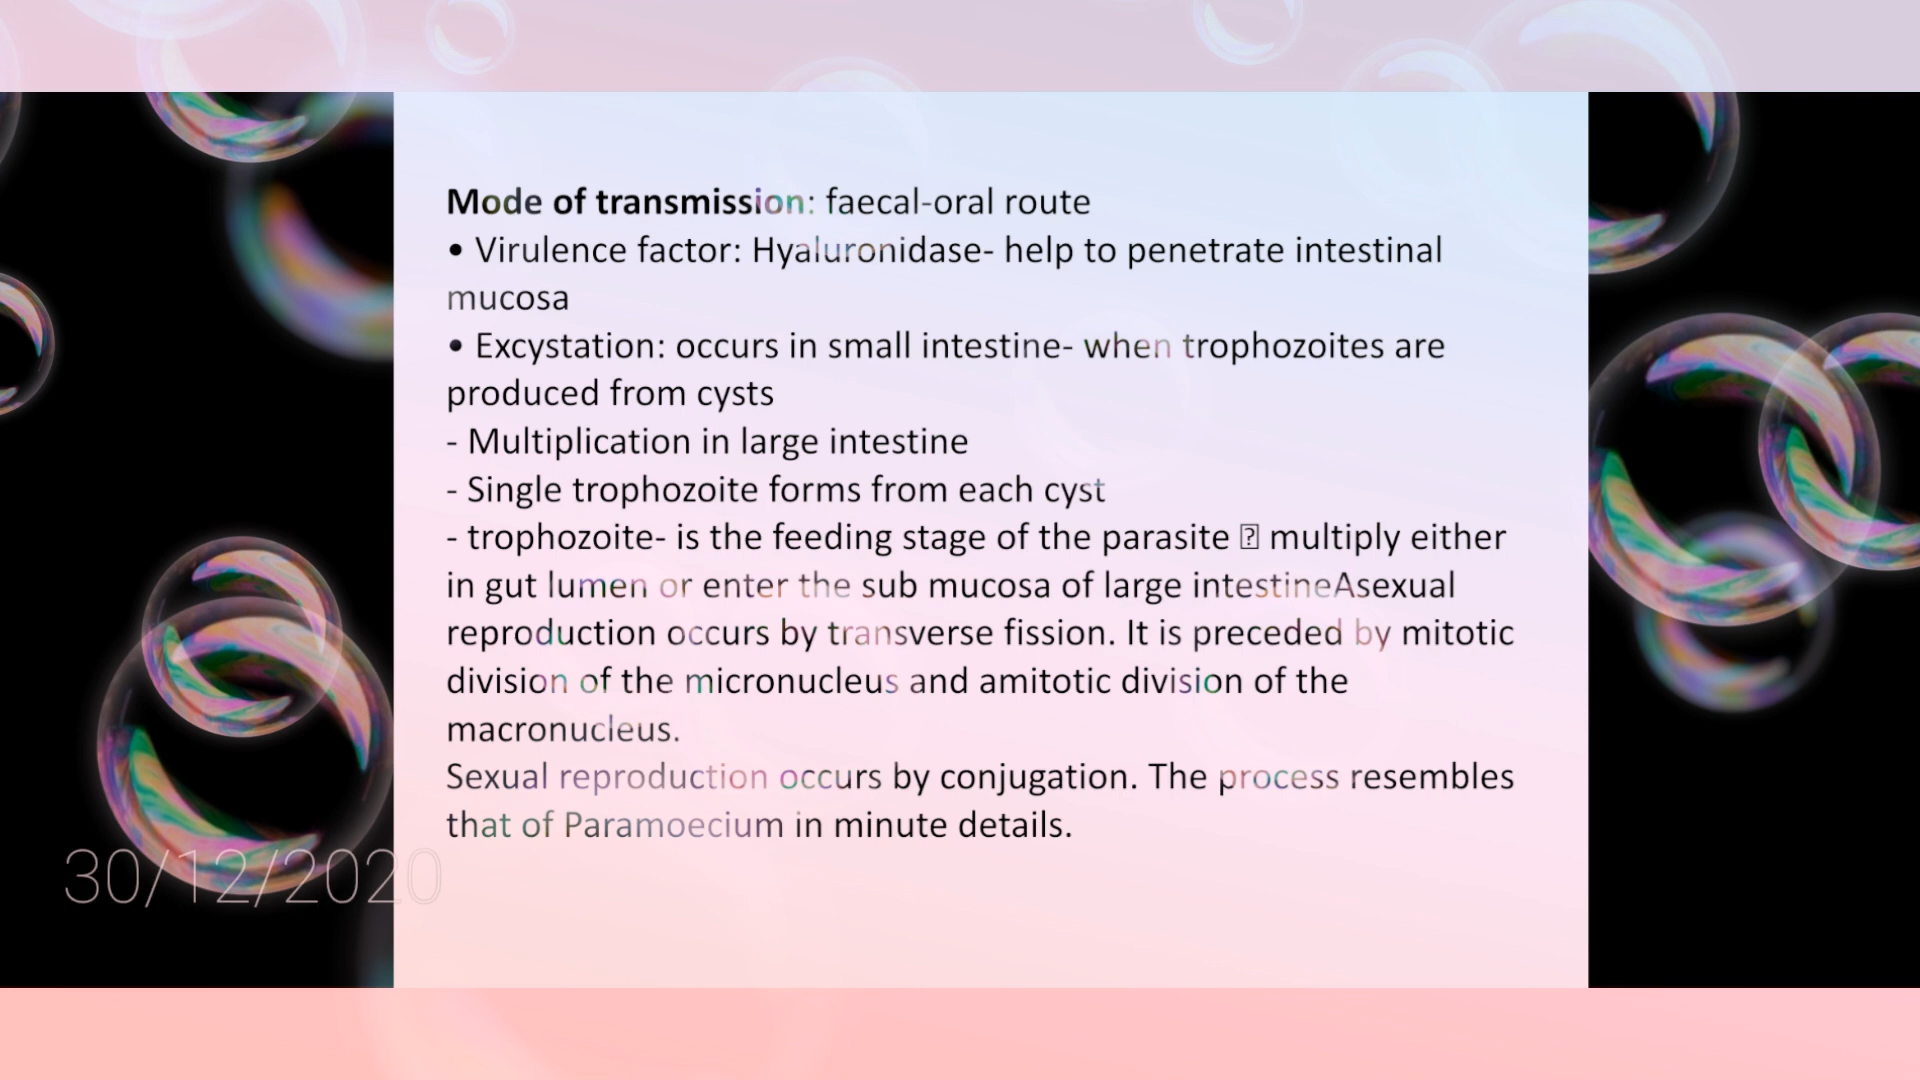 Mode of transmission: faecal-oral route
• Virulence factor: Hyaluronidase- help to penetrate intestinal
mucosa
• Excystation: occurs in small intestine- when trophozoites are
produced from cysts
- Multiplication in large intestine
- Single trophozoite forms from each cyst
- trophozoite- is the feeding stage of the parasite ⍰ multiply either
in gut lumen or enter the sub mucosa of large intestineAsexual
reproduction occurs by transverse fission. It is preceded by mitotic
division of the micronucleus and amitotic division of the
macronucleus.
Sexual reproduction occurs by conjugation. The process resembles
that of Paramoecium in minute details.
30/12/2020